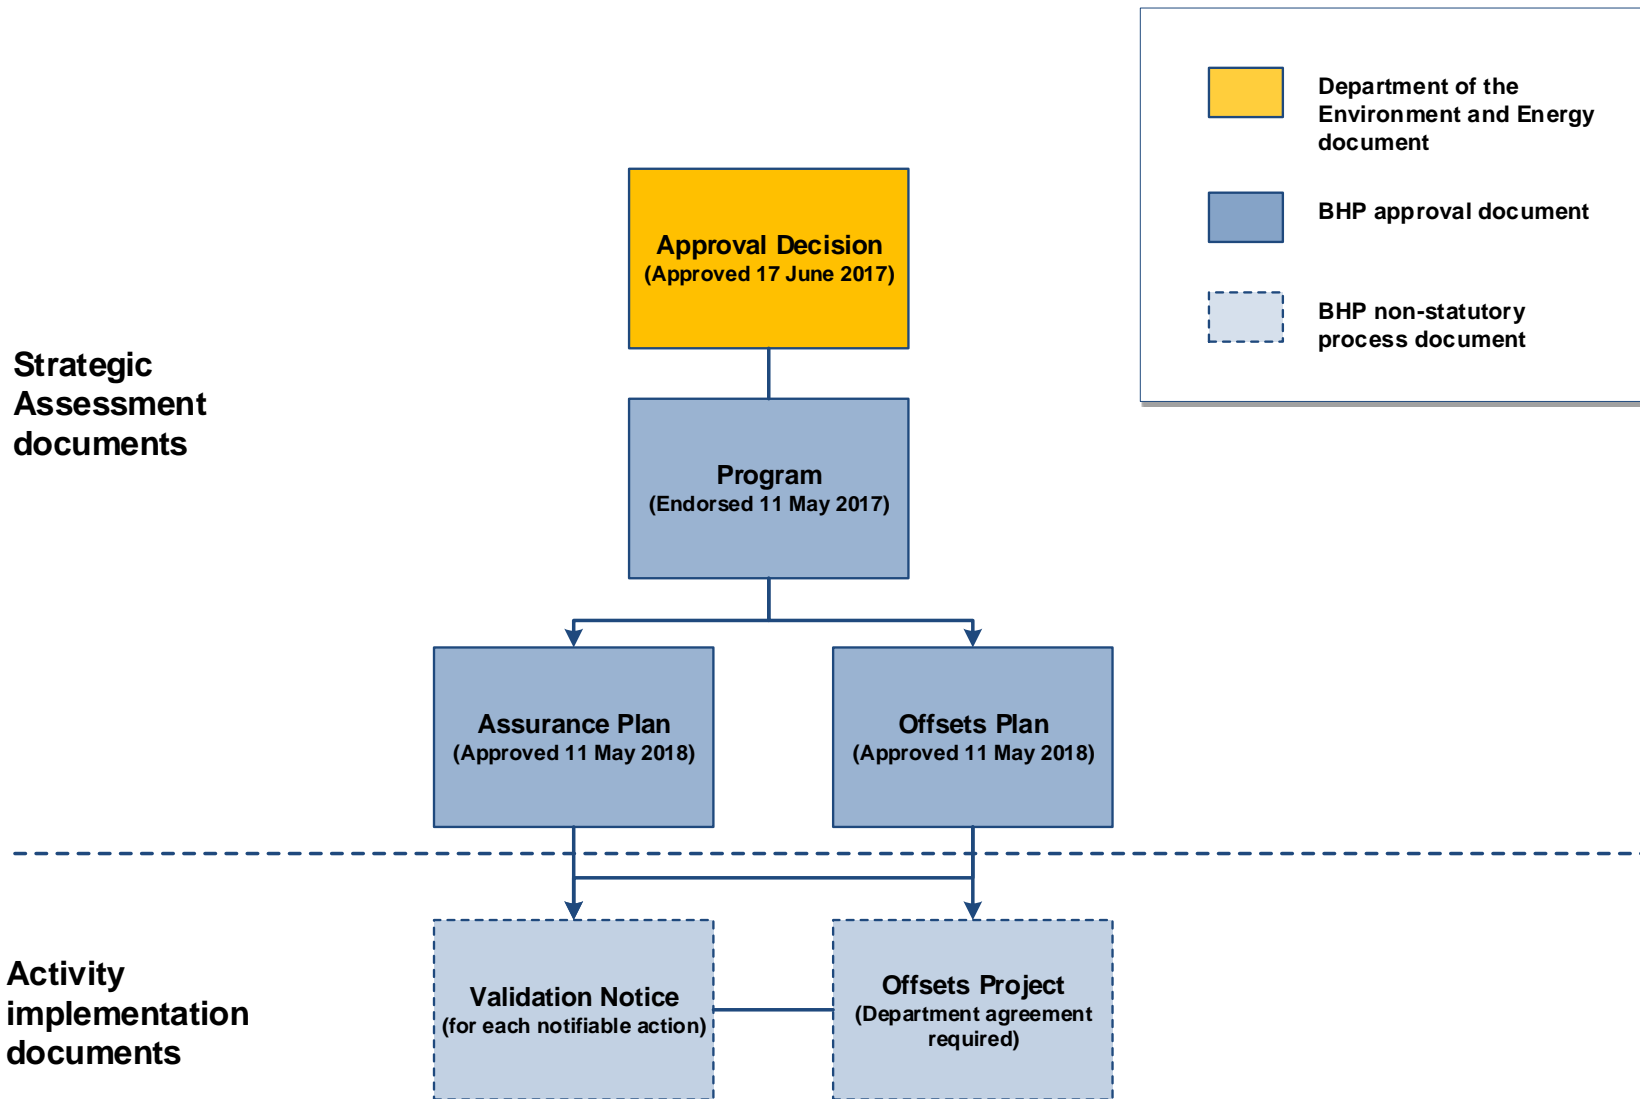 Department of the
Environment and Energy
document
BHP approval document
BHP non-statutory
process document
Approval Decision
(Approved 17 June 2017)
Strategic
Assessment
documents
Program
(Endorsed 11 May 2017)
Assurance Plan
(Approved 11 May 2018)
Offsets Plan
(Approved 11 May 2018)
Activity
implementation
documents
Validation Notice
(for each notifiable action)
Offsets Project
(Department agreement
required)